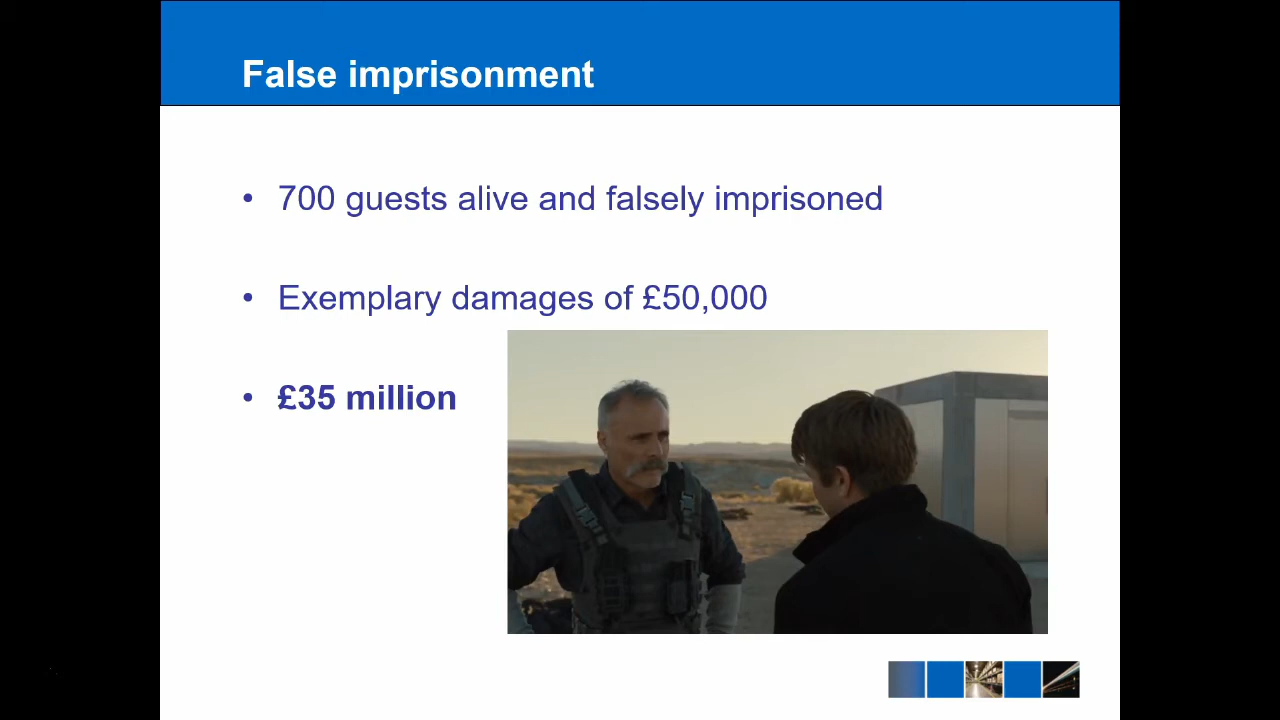 False imprisonment
• 700 guests alive and falsely imprisoned
• Exemplary damages of £50,000
• £35 million